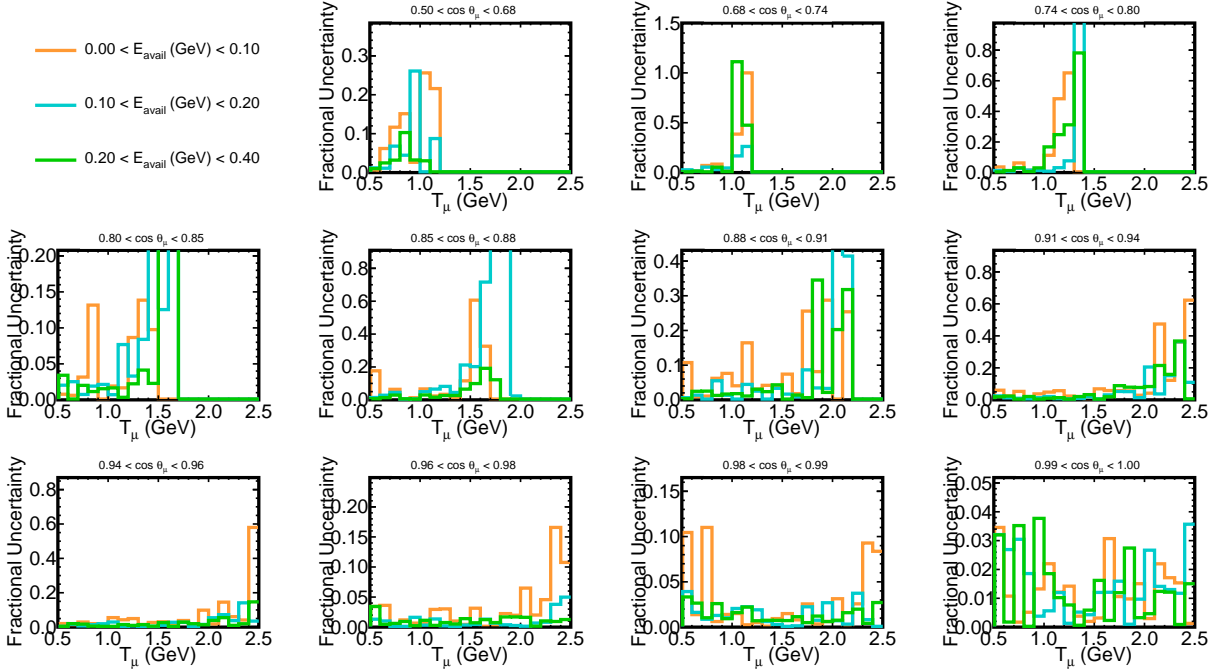 0.00 < E_avail (GeV) < 0.10
0.10 < E_avail (GeV) < 0.20
0.20 < E_avail (GeV) < 0.40
0.50 < cos θ_μ < 0.68
Fractional Uncertainty
0.3
0.2
0.1
0.0
0.5 1.0 1.5 2.0 2.5
T_μ (GeV)
0.68 < cos θ_μ < 0.74
Fractional Uncertainty
1.5
1.0
0.5
0.0
0.5 1.0 1.5 2.0 2.5
T_μ (GeV)
0.74 < cos θ_μ < 0.80
Fractional Uncertainty
0.8
0.6
0.4
0.2
0.0
0.5 1.0 1.5 2.0 2.5
T_μ (GeV)
0.80 < cos θ_μ < 0.85
Fractional Uncertainty
0.20
0.15
0.10
0.05
0.00
0.5 1.0 1.5 2.0 2.5
T_μ (GeV)
0.85 < cos θ_μ < 0.88
Fractional Uncertainty
0.8
0.6
0.4
0.2
0.0
0.5 1.0 1.5 2.0 2.5
T_μ (GeV)
0.88 < cos θ_μ < 0.91
Fractional Uncertainty
0.4
0.3
0.2
0.1
0.0
0.5 1.0 1.5 2.0 2.5
T_μ (GeV)
0.91 < cos θ_μ < 0.94
Fractional Uncertainty
0.8
0.6
0.4
0.2
0.0
0.5 1.0 1.5 2.0 2.5
T_μ (GeV)
0.94 < cos θ_μ < 0.96
Fractional Uncertainty
0.8
0.6
0.4
0.2
0.0
0.5 1.0 1.5 2.0 2.5
T_μ (GeV)
0.96 < cos θ_μ < 0.98
Fractional Uncertainty
0.20
0.15
0.10
0.05
0.00
0.5 1.0 1.5 2.0 2.5
T_μ (GeV)
0.98 < cos θ_μ < 0.99
Fractional Uncertainty
0.15
0.10
0.05
0.00
0.5 1.0 1.5 2.0 2.5
T_μ (GeV)
0.99 < cos θ_μ < 1.00
Fractional Uncertainty
0.05
0.04
0.03
0.02
0.01
0.00
0.5 1.0 1.5 2.0 2.5
T_μ (GeV)